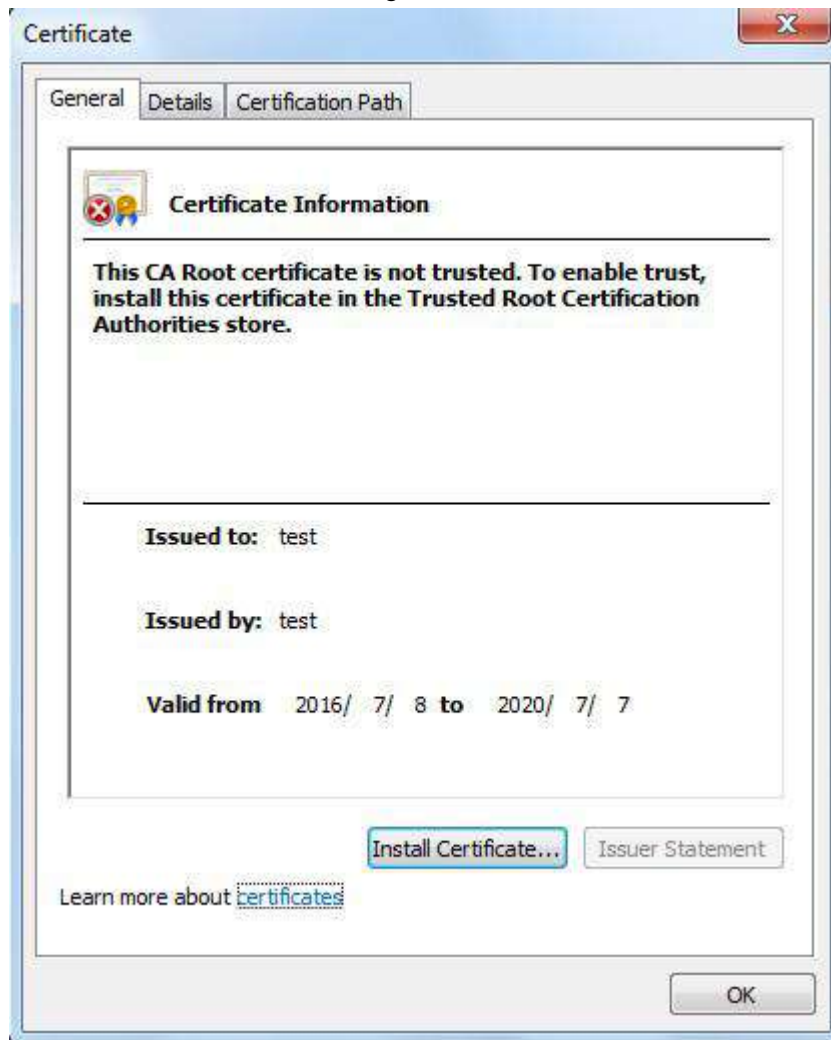 Certificate
General Details Certification Path
Certificate Information
This CA Root certificate is not trusted. To enable trust,
install this certificate in the Trusted Root Certification
Authorities store.
Issued to: test
Issued by: test
Valid from 2016/ 7/ 8 to 2020/ 7/ 7
Install Certificate... Issuer Statement
Learn more about certificates
OK